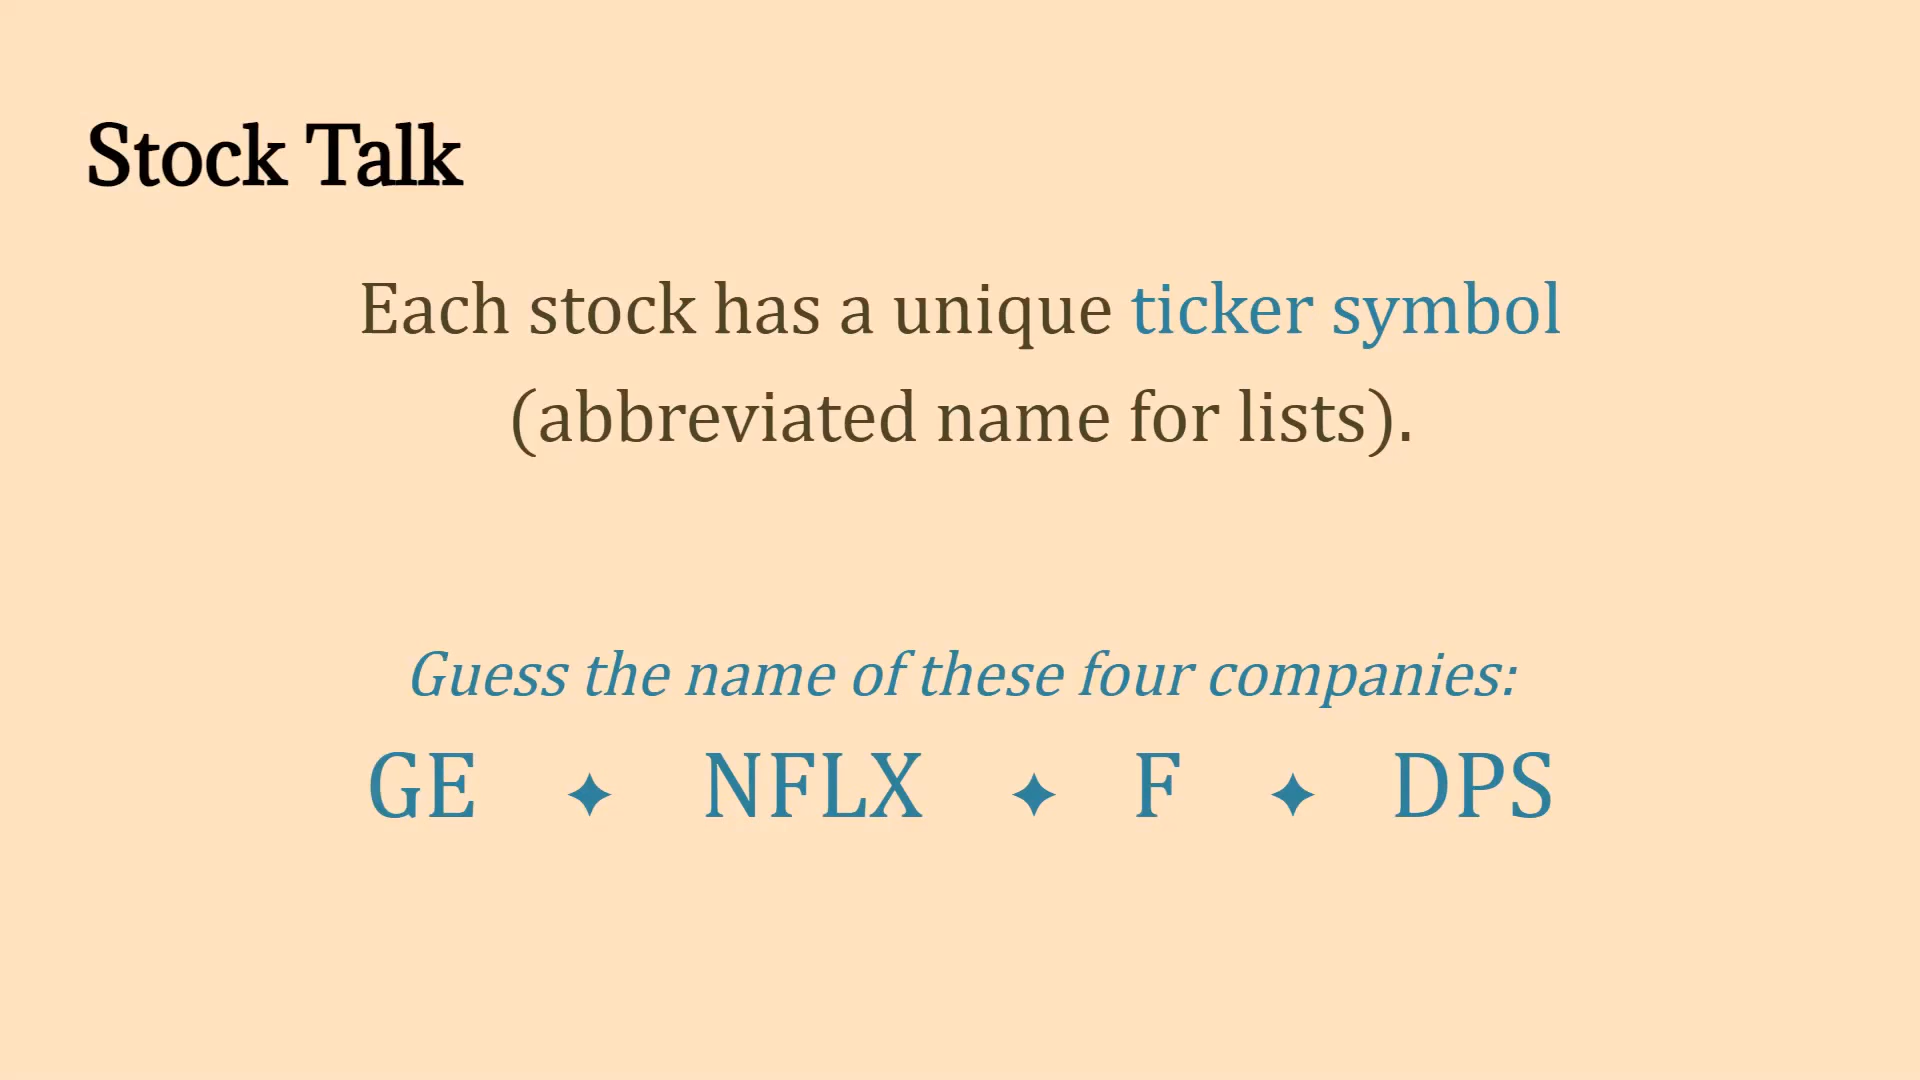 Stock Talk
Each stock has a unique ticker symbol
(abbreviated name for lists).
Guess the name of these four companies:
GE ✦ NFLX ✦ F ✦ DPS